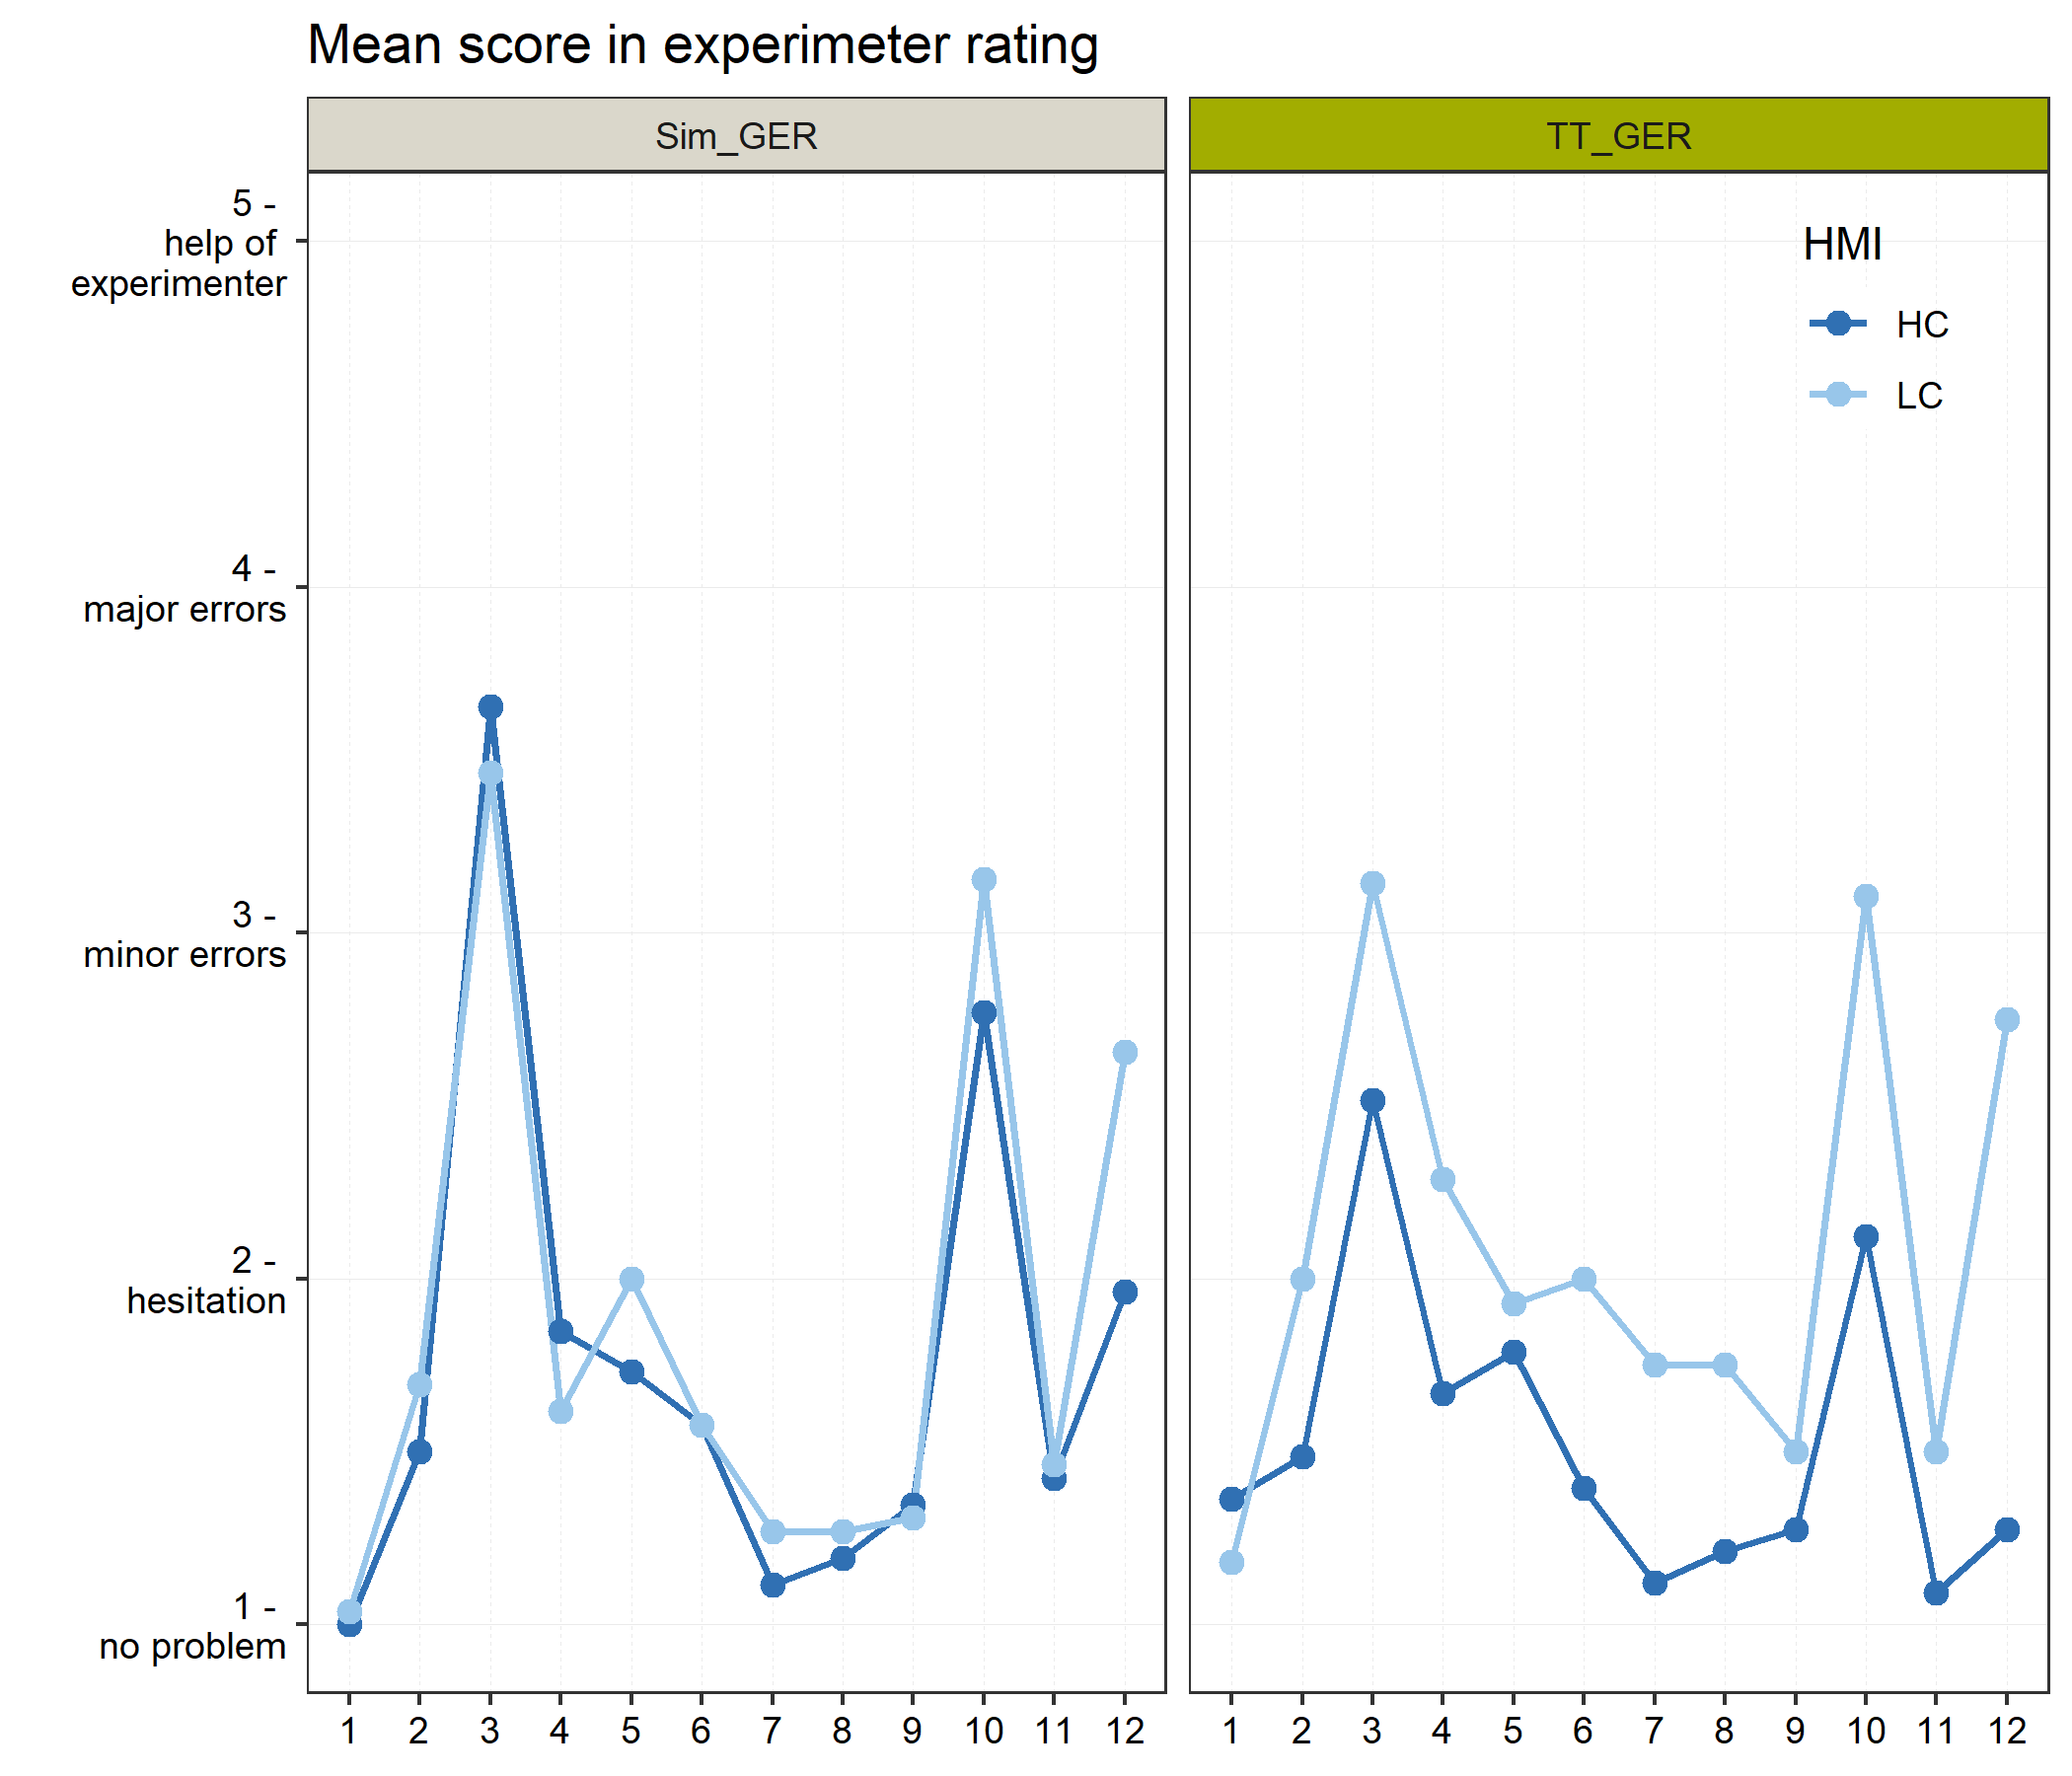 Mean score in experimeter rating
Sim_GER
TT_GER
5 -
help of
experimenter
4 -
major errors
3 -
minor errors
2 -
hesitation
1 -
no problem
HMI
HC
LC
1 2 3 4 5 6 7 8 9 10 11 12
1 2 3 4 5 6 7 8 9 10 11 12